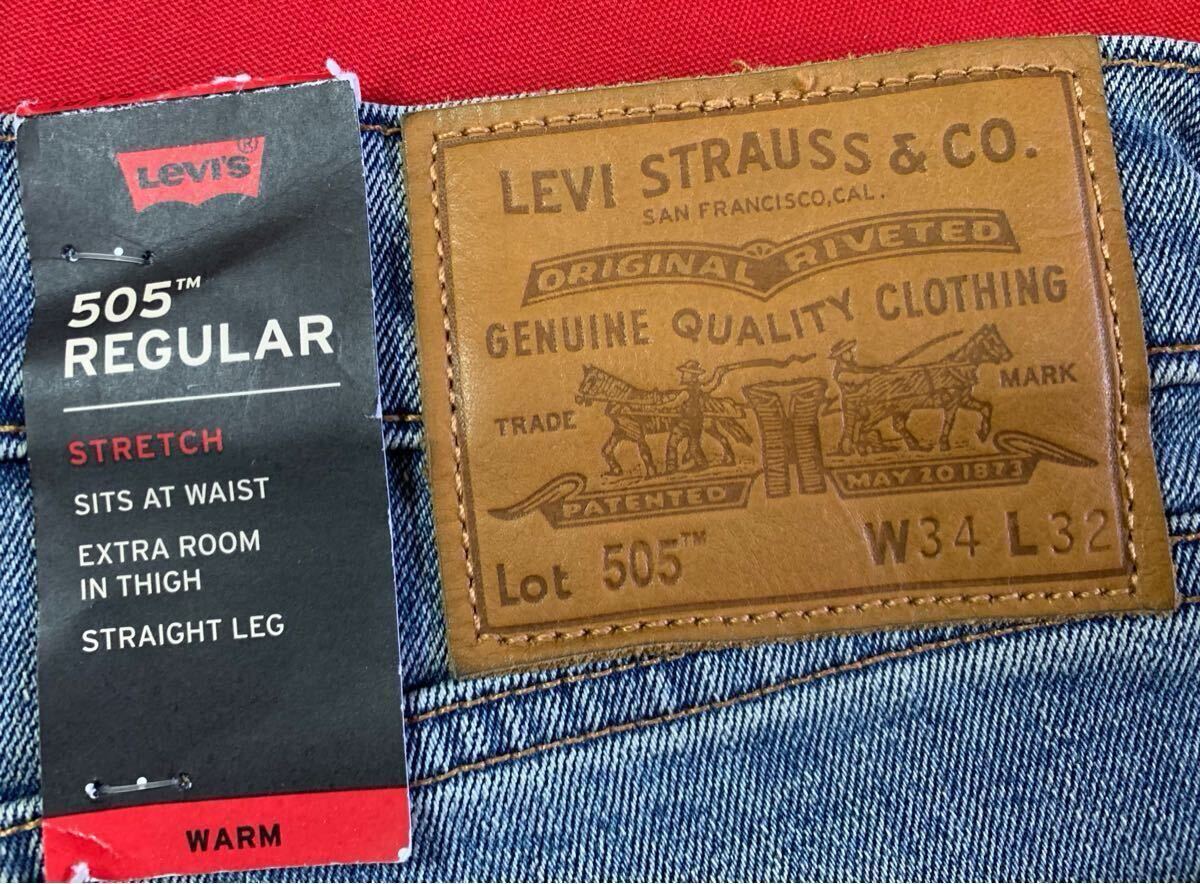 Levi's®
505™
REGULAR
STRETCH
SITS AT WAIST
EXTRA ROOM
IN THIGH
STRAIGHT LEG
WARM
LEVI STRAUSS & CO.
SAN FRANCISCO, CAL.
ORIGINAL RIVETED
GENUINE QUALITY CLOTHING
TRADE MARK
PATENTED MAY 20 1873
Lot 505™ W34 L32